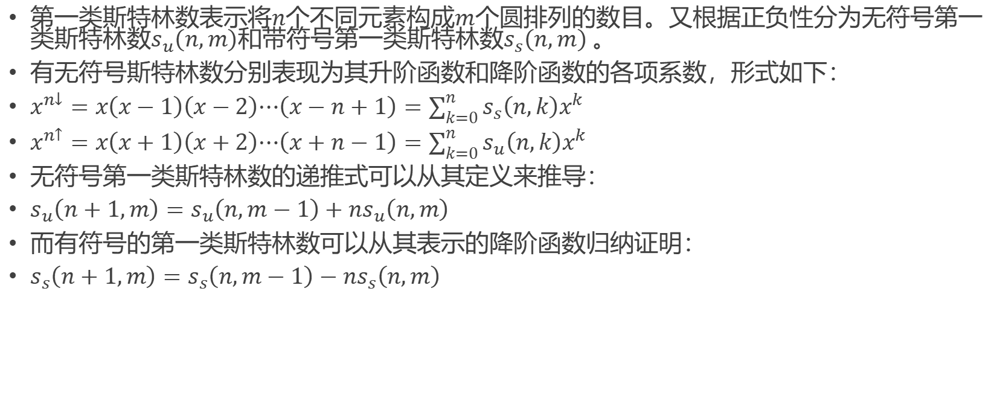 • 第一类斯特林数表示将𝑛个不同元素构成𝑚个圆排列的数目。又根据正负性分为无符号第一
类斯特林数𝑠ᵤ(𝑛, 𝑚)和带符号第一类斯特林数𝑠ₛ(𝑛, 𝑚) 。
• 有无符号斯特林数分别表现为其升阶函数和降阶函数的各项系数，形式如下：
• $x^{n\downarrow} = x(x-1)(x-2)\cdots(x-n+1) = \sum_{k=0}^{n} s_s(n,k)x^k$
• $x^{n\uparrow} = x(x+1)(x+2)\cdots(x+n-1) = \sum_{k=0}^{n} s_u(n,k)x^k$
• 无符号第一类斯特林数的递推式可以从其定义来推导：
• $s_u(n+1,m) = s_u(n,m-1) + ns_u(n,m)$
• 而有符号的第一类斯特林数可以从其表示的降阶函数归纳证明：
• $s_s(n+1,m) = s_s(n,m-1) - ns_s(n,m)$